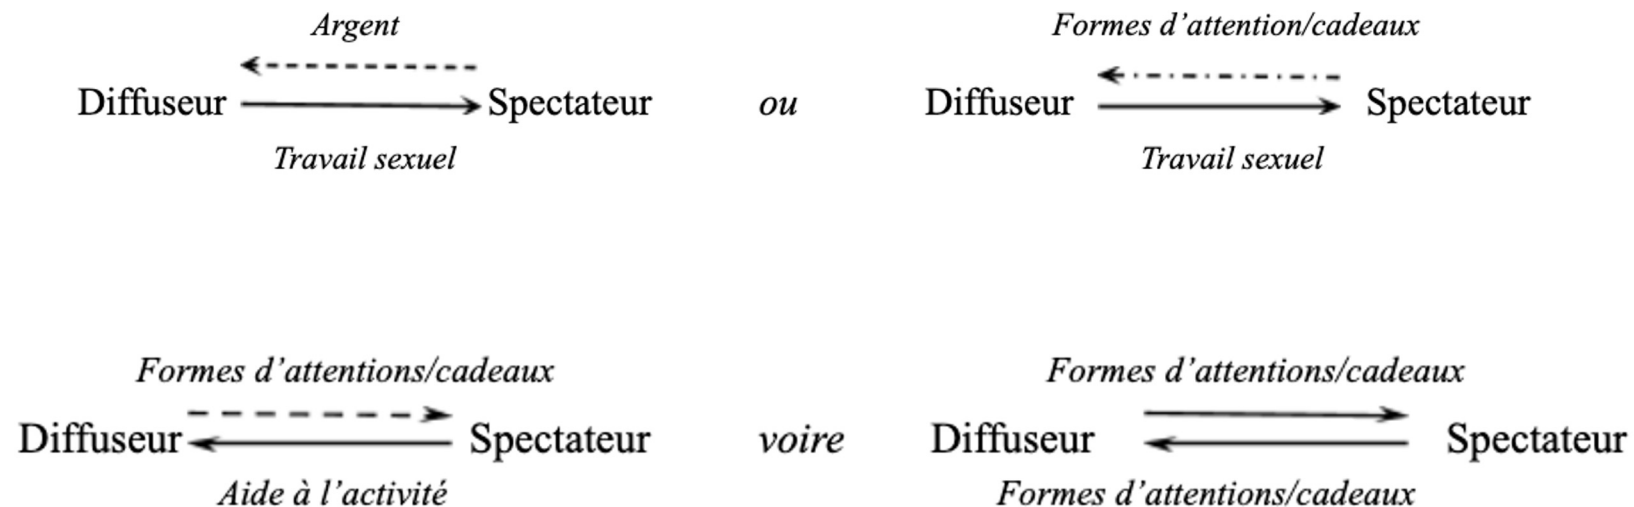 Argent
Formes d’attention/cadeaux
Diffuseur Spectateur ou Diffuseur Spectateur
Travail sexuel
Travail sexuel
Formes d’attentions/cadeaux
Formes d’attentions/cadeaux
Diffuseur Spectateur voire Diffuseur Spectateur
Aide à l’activité
Formes d’attentions/cadeaux